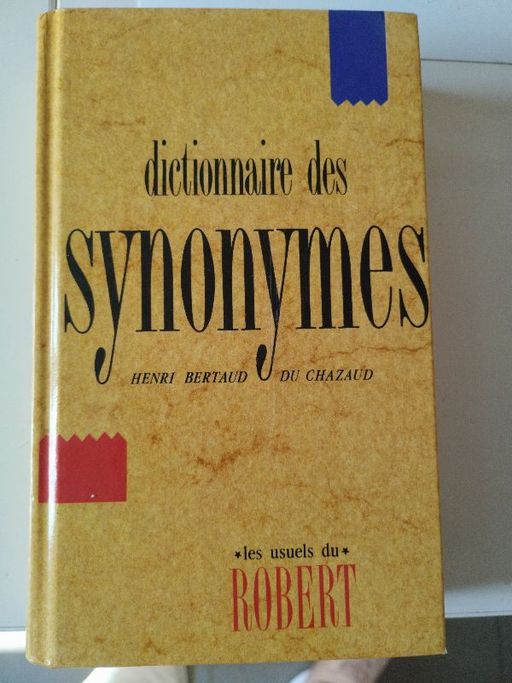 dictionnaire des
synonymes
HENRI BERTAUD DU CHAZAUD
*les usuels du*
ROBERT